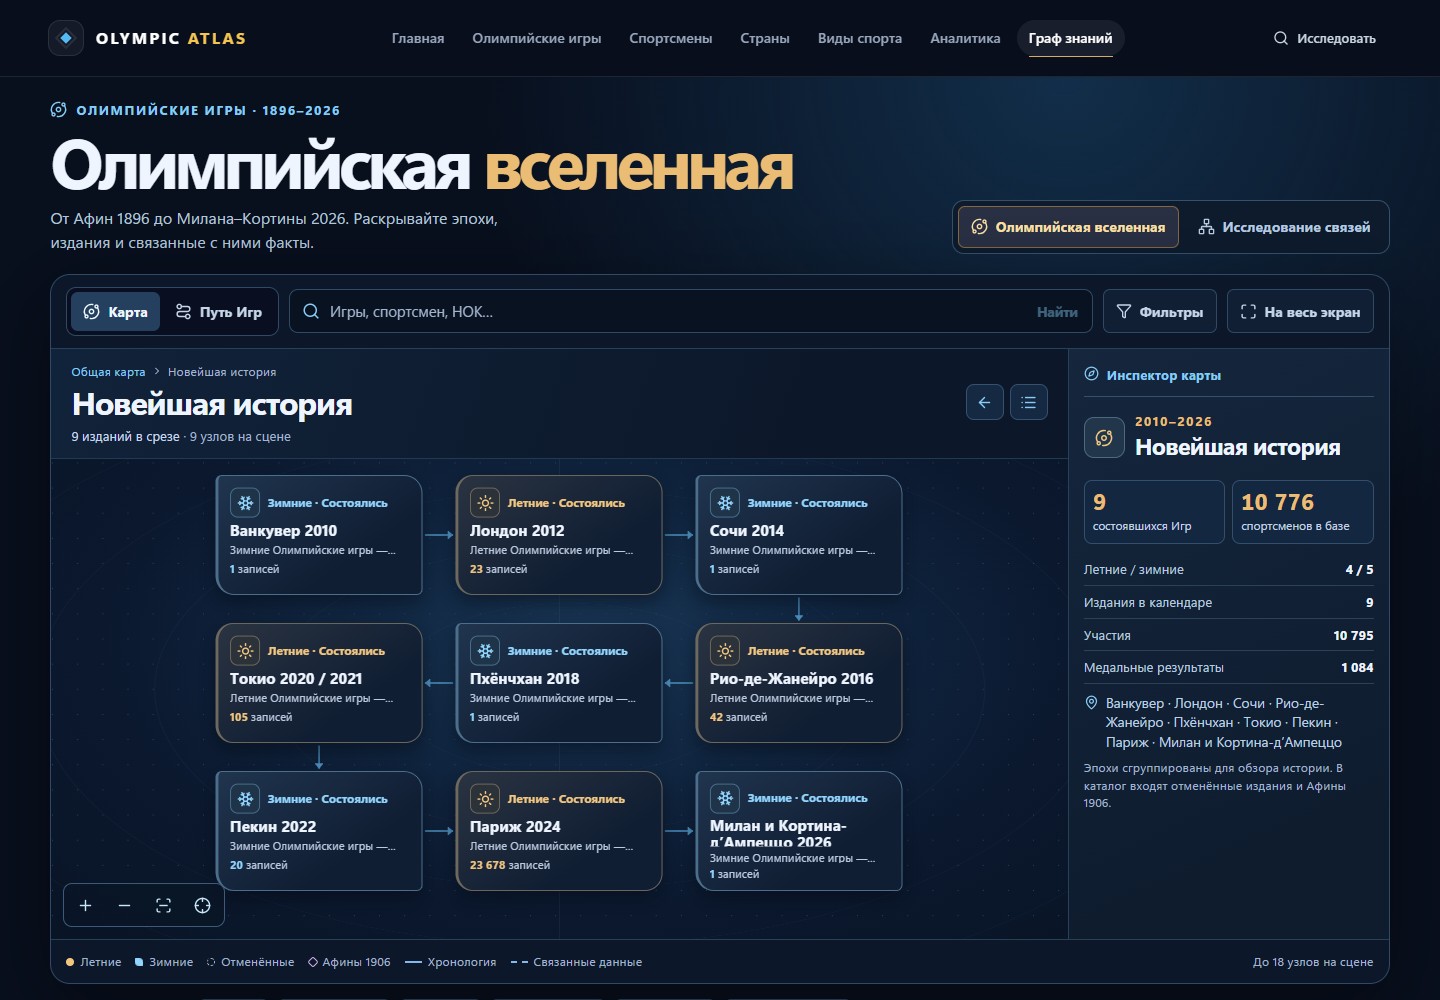 OLYMPIC ATLAS
Главная
Олимпийские игры
Спортсмены
Страны
Виды спорта
Аналитика
Граф знаний
Исследовать
ОЛИМПИЙСКИЕ ИГРЫ · 1896–2026
Олимпийская вселенная
От Афин 1896 до Милана–Кортины 2026. Раскрывайте эпохи,
издания и связанные с ними факты.
Олимпийская вселенная
Исследование связей
Карта
Путь Игр
Игры, спортсмен, НОК...
Найти
Фильтры
На весь экран
Общая карта > Новейшая история
Новейшая история
9 изданий в срезе · 9 узлов на сцене
Зимние · Состоялись
Ванкувер 2010
Зимние Олимпийские игры —...
1 записей
Летние · Состоялись
Лондон 2012
Летние Олимпийские игры —...
23 записей
Зимние · Состоялись
Сочи 2014
Зимние Олимпийские игры —...
1 записей
Летние · Состоялись
Токио 2020 / 2021
Летние Олимпийские игры —...
105 записей
Зимние · Состоялись
Пхёнчхан 2018
Зимние Олимпийские игры —...
1 записей
Летние · Состоялись
Рио-де-Жанейро 2016
Летние Олимпийские игры —...
42 записей
Зимние · Состоялись
Пекин 2022
Зимние Олимпийские игры —...
20 записей
Летние · Состоялись
Париж 2024
Летние Олимпийские игры —...
23 678 записей
Зимние · Состоялись
Милан и Кортина-
д’Ампеццо 2026
Зимние Олимпийские игры —...
1 записей
Инспектор карты
2010–2026
Новейшая история
9
состоявшихся Игр
10 776
спортсменов в базе
Летние / зимние 4 / 5
Издания в календаре 9
Участия 10 795
Медальные результаты 1 084
Ванкувер · Лондон · Сочи · Рио-де-
Жанейро · Пхёнчхан · Токио · Пекин ·
Париж · Милан и Кортина-д’Ампеццо
Эпохи сгруппированы для обзора истории. В
каталог входят отменённые издания и Афины
1906.
Летние
Зимние
Отменённые
Афины 1906
Хронология
Связанные данные
До 18 узлов на сцене